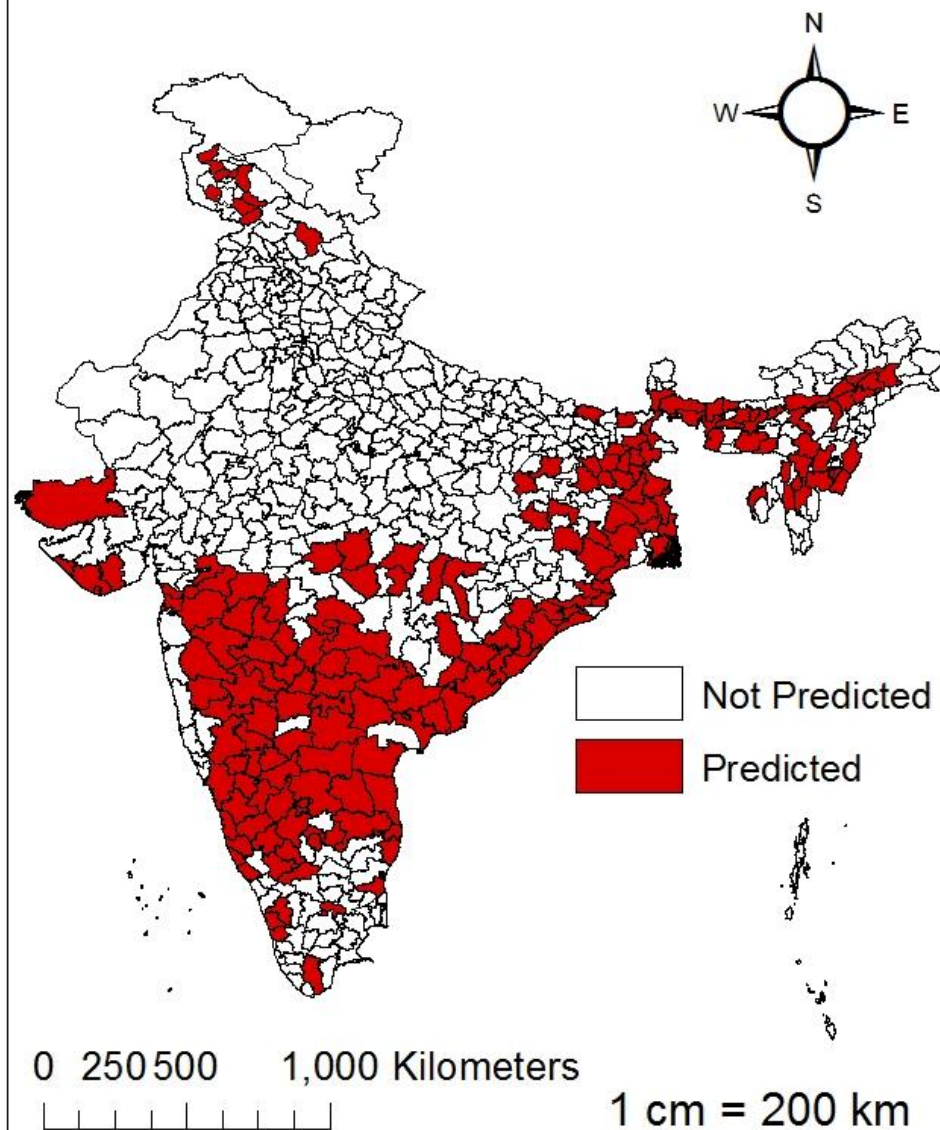 N
W E
S
Not Predicted
Predicted
0 250 500 1,000 Kilometers
1 cm = 200 km